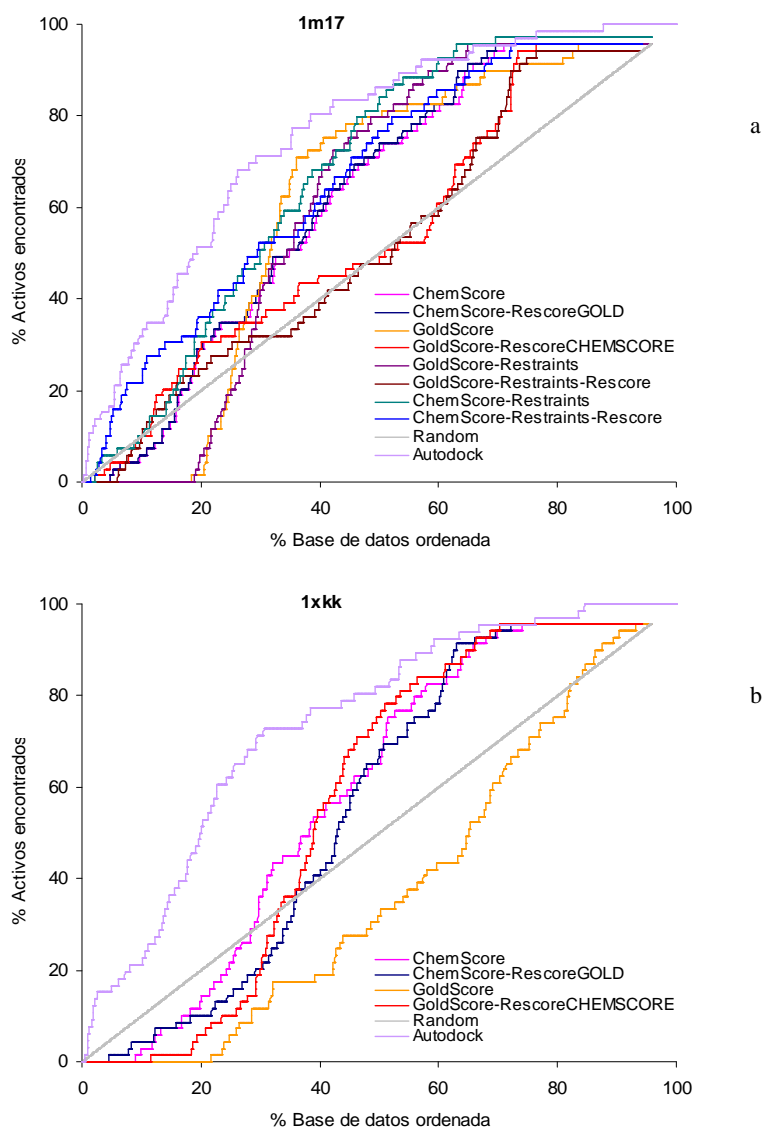 1m17
a
% Activos encontrados
100
80
60
40
20
0
ChemScore
ChemScore-RescoreGOLD
GoldScore
GoldScore-RescoreCHEMSCORE
GoldScore-Restraints
GoldScore-Restraints-Rescore
ChemScore-Restraints
ChemScore-Restraints-Rescore
Random
Autodock
0 20 40 60 80 100
% Base de datos ordenada
1xkk
b
% Activos encontrados
100
80
60
40
20
0
ChemScore
ChemScore-RescoreGOLD
GoldScore
GoldScore-RescoreCHEMSCORE
Random
Autodock
0 20 40 60 80 100
% Base de datos ordenada